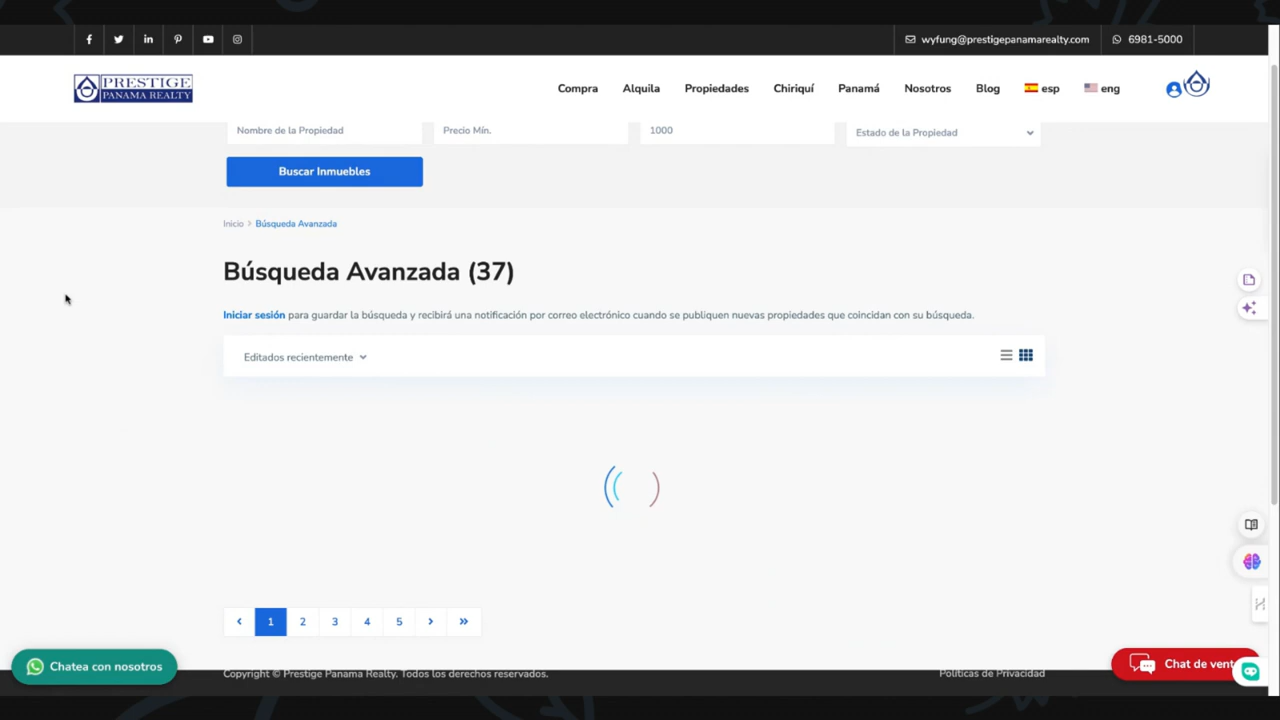 wyfung@prestigepanamarealty.com
6981-5000
PRESTIGE
PANAMA REALTY
Compra
Alquila
Propiedades
Chiriquí
Panamá
Nosotros
Blog
esp
eng
Nombre de la Propiedad
Precio Mín.
1000
Estado de la Propiedad
Buscar Inmuebles
Inicio > Búsqueda Avanzada
Búsqueda Avanzada (37)
Iniciar sesión para guardar la búsqueda y recibirá una notificación por correo electrónico cuando se publiquen nuevas propiedades que coincidan con su búsqueda.
Editados recientemente
1 2 3 4 5
Chatea con nosotros
Chat de vent
Copyright © Prestige Panama Realty. Todos los derechos reservados.
Políticas de Privacidad